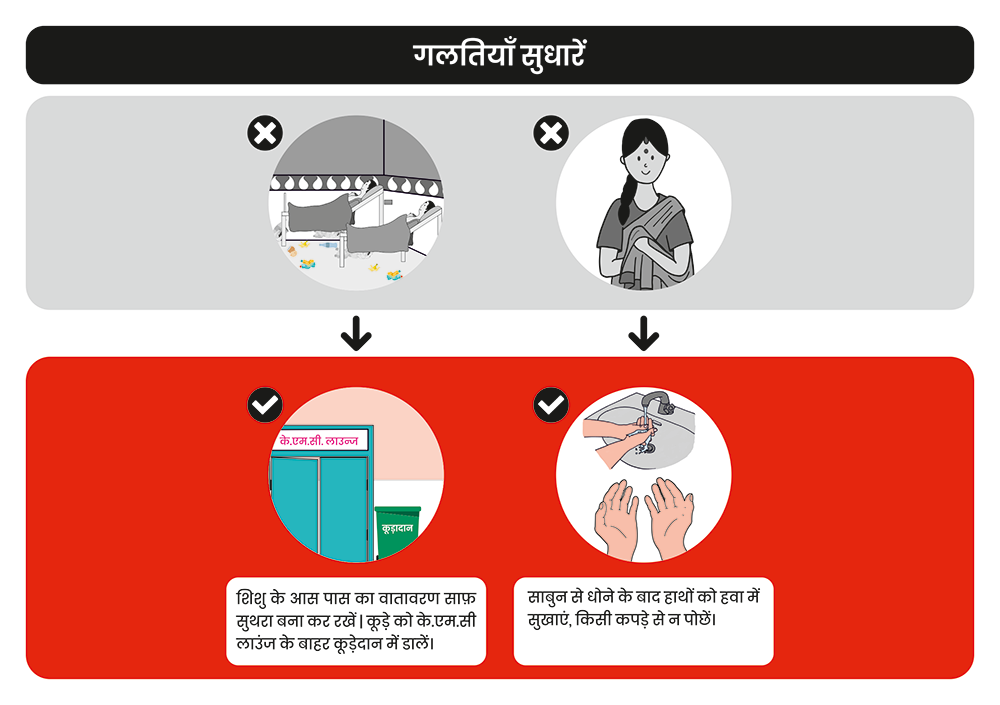 गलतियाँ सुधारें
के.एम.सी. लाउन्ज
कूड़ादान
शिशु के आस पास का वातावरण साफ़
सुथरा बना कर रखें | कूड़े को के.एम.सी
लाउंज के बाहर कूड़ेदान में डालें।
साबुन से धोने के बाद हाथों को हवा में
सुखाएं, किसी कपड़े से न पोछें।